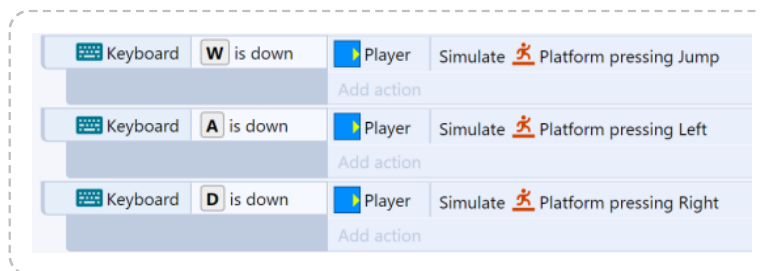 Keyboard W is down Player Simulate Platform pressing Jump
Add action
Keyboard A is down Player Simulate Platform pressing Left
Add action
Keyboard D is down Player Simulate Platform pressing Right
Add action